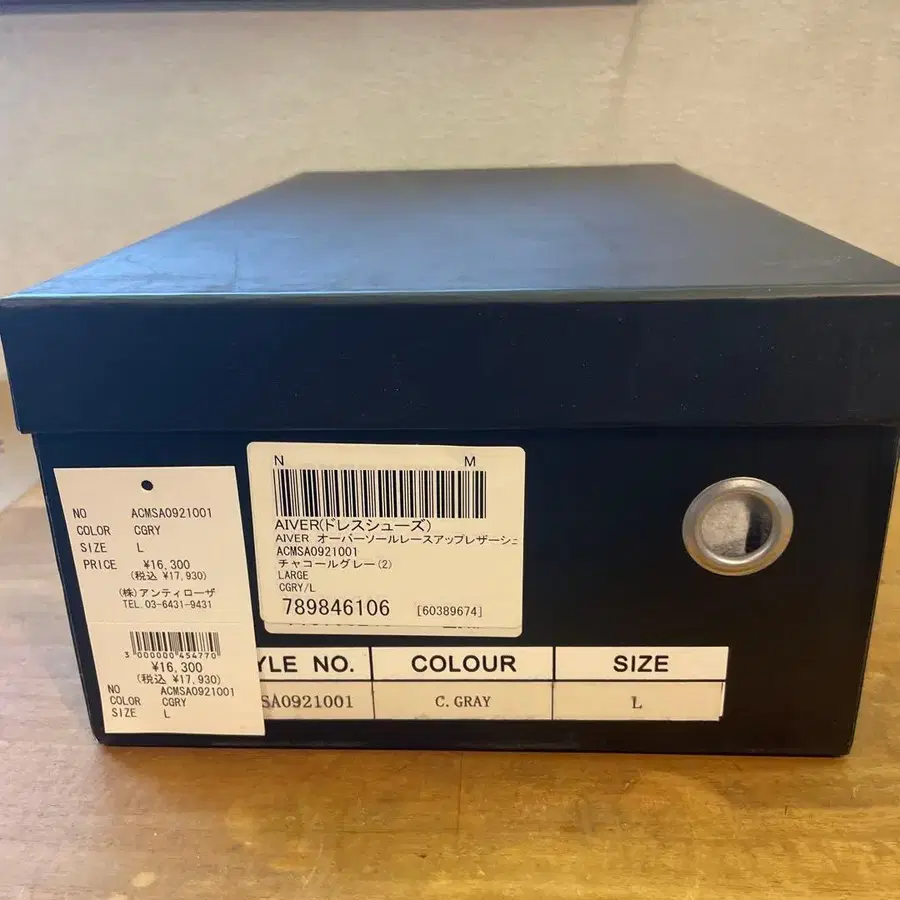 NO ACMSA0921001
COLOR CGRY
SIZE L
PRICE ¥16,300
(税込 ¥17,930)
(株)アンティローザ
TEL.03-6431-9431
3 000000 454770
¥16,300
(税込 ¥17,930)
NO ACMSA0921001
COLOR CGRY
SIZE L
N M
AIVER(ドレスシューズ)
AIVER オーバーソールレースアップレザーシュ
ACMSA0921001
チャコールグレー(2)
LARGE
CGRY/L
789846106 [60389674]
YLE NO. COLOUR SIZE
SA0921001 C.GRAY L